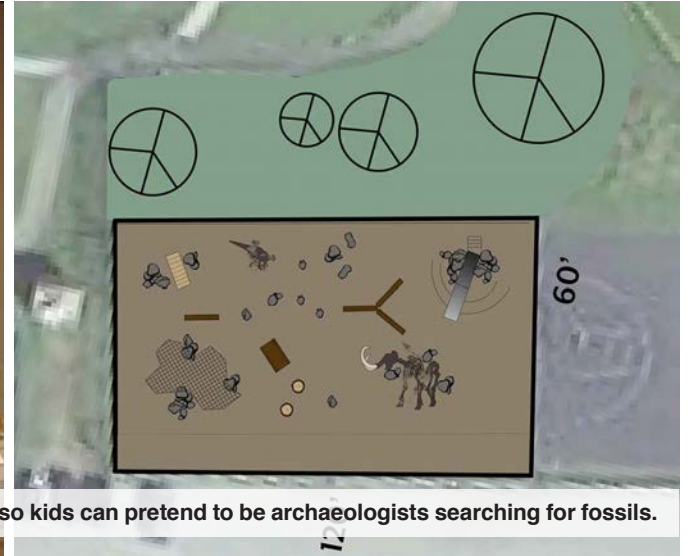 60’
so kids can pretend to be archaeologists searching for fossils.